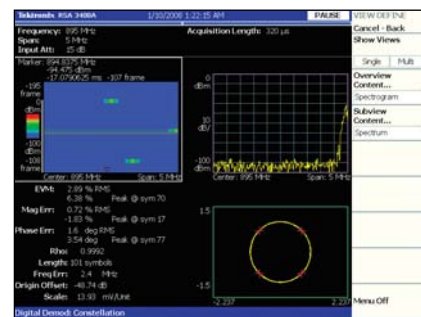 Tektronix RSA 3408A 1/10/2008 1:22:15 AM PAUSE VIEW DEFINE
Frequency: 895 MHz Acquisition Length: 320 µs
Span: 5 MHz
Input Att: 15 dB
Cancel - Back
Show Views
Single Multi
Overview
Content...
Spectrogram
Subview
Content...
Spectrum
Menu Off
Marker: 894.8375 MHz
-94.475 dBm
-17.0790625 ms -107 frame
-195
frame
0
dBm
-100
dBm
-108
frame
Center: 895 MHz Span: 5 MHz
0
dBm
10
dB/
-100
dBm
Center: 895 MHz Span: 5 MHz
EVM: 2.89 % RMS
6.38 % Peak @ sym 70
Mag Err: 0.72 % RMS
-1.83 % Peak @ sym 17
Phase Err: 1.6 deg RMS
3.54 deg Peak @ sym 77
Rho: 0.9992
Length: 101 symbols
Freq Err: 2.4 MHz
Origin Offset: -48.74 dB
Scale: 13.93 mV/Unit
1.5
-1.5
-2.237 2.237
Digital Demod: Constellation